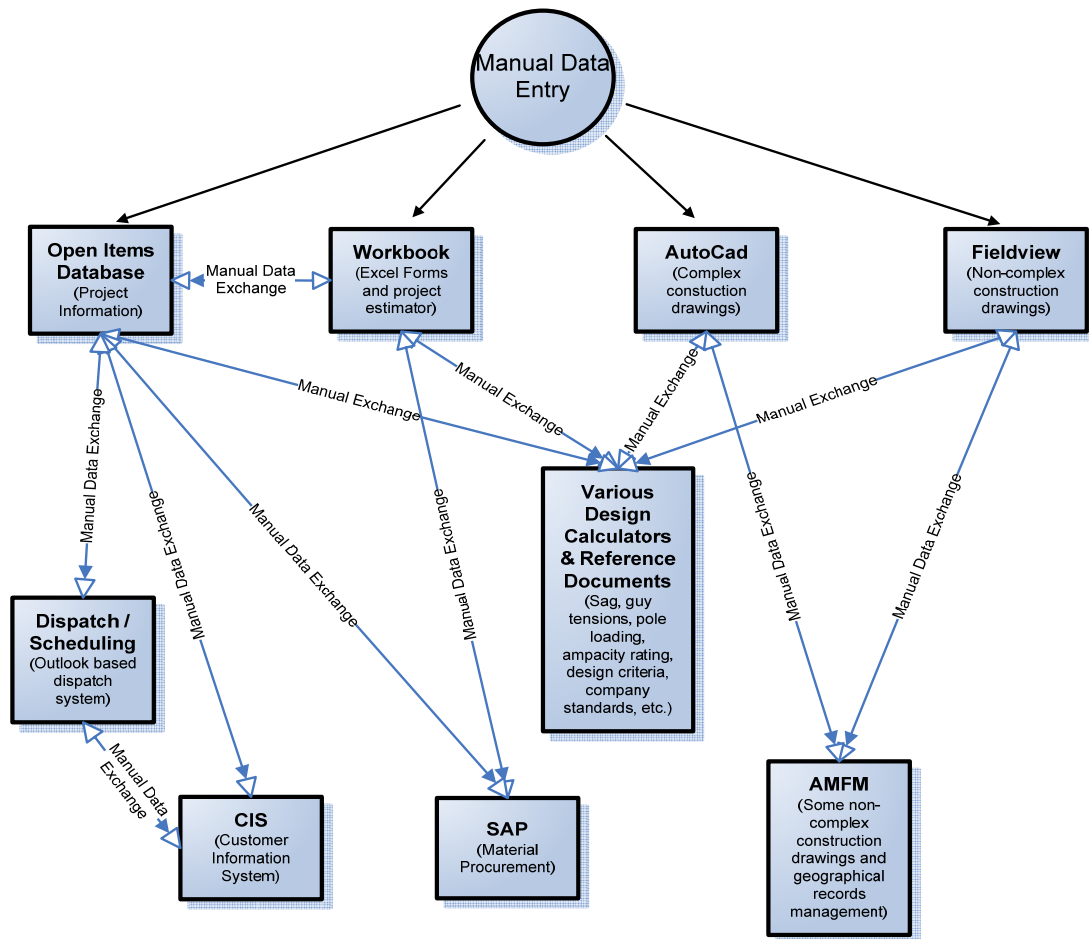 Manual Data
Entry
Open Items
Database
(Project
Information)
Manual Data
Exchange
Workbook
(Excel Forms
and project
estimator)
AutoCad
(Complex
constuction
drawings)
Fieldview
(Non-complex
construction
drawings)
Manual Exchange
Manual Exchange
Manual Exchange
Manual Exchange
Manual Data Exchange
Manual Data Exchange
Manual Data Exchange
Manual Data Exchange
Manual Data Exchange
Manual Data Exchange
Various
Design
Calculators
& Reference
Documents
(Sag, guy
tensions, pole
loading,
ampacity rating,
design criteria,
company
standards, etc.)
Dispatch /
Scheduling
(Outlook based
dispatch
system)
Manual Data
Exchange
CIS
(Customer
Information
System)
SAP
(Material
Procurement)
AMFM
(Some non-
complex
construction
drawings and
geographical
records
management)